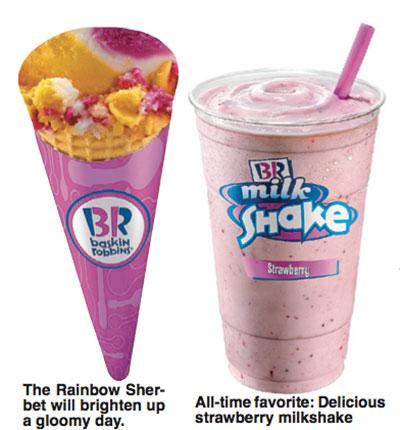 BR
baskin
robbins
BR
milk
SHAKE
Strawberry
The Rainbow Sher-
bet will brighten up
a gloomy day.
All-time favorite: Delicious
strawberry milkshake